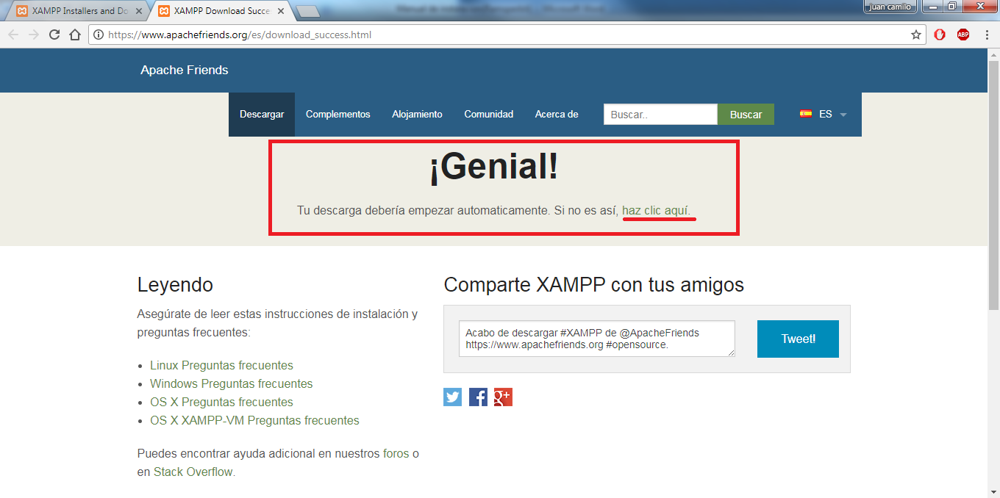 XAMPP Installers and Do
XAMPP Download Succe
juan camilo
https://www.apachefriends.org/es/download_success.html
ABP
Apache Friends
Descargar
Complementos
Alojamiento
Comunidad
Acerca de
Buscar..
Buscar
ES
¡Genial!
Tu descarga debería empezar automaticamente. Si no es así, haz clic aquí.
Leyendo
Asegúrate de leer estas instrucciones de instalación y
preguntas frecuentes:
Linux Preguntas frecuentes
Windows Preguntas frecuentes
OS X Preguntas frecuentes
OS X XAMPP-VM Preguntas frecuentes
Puedes encontrar ayuda adicional en nuestros foros o
en Stack Overflow.
Comparte XAMPP con tus amigos
Acabo de descargar #XAMPP de @ApacheFriends
https://www.apachefriends.org #opensource.
Tweet!
g+